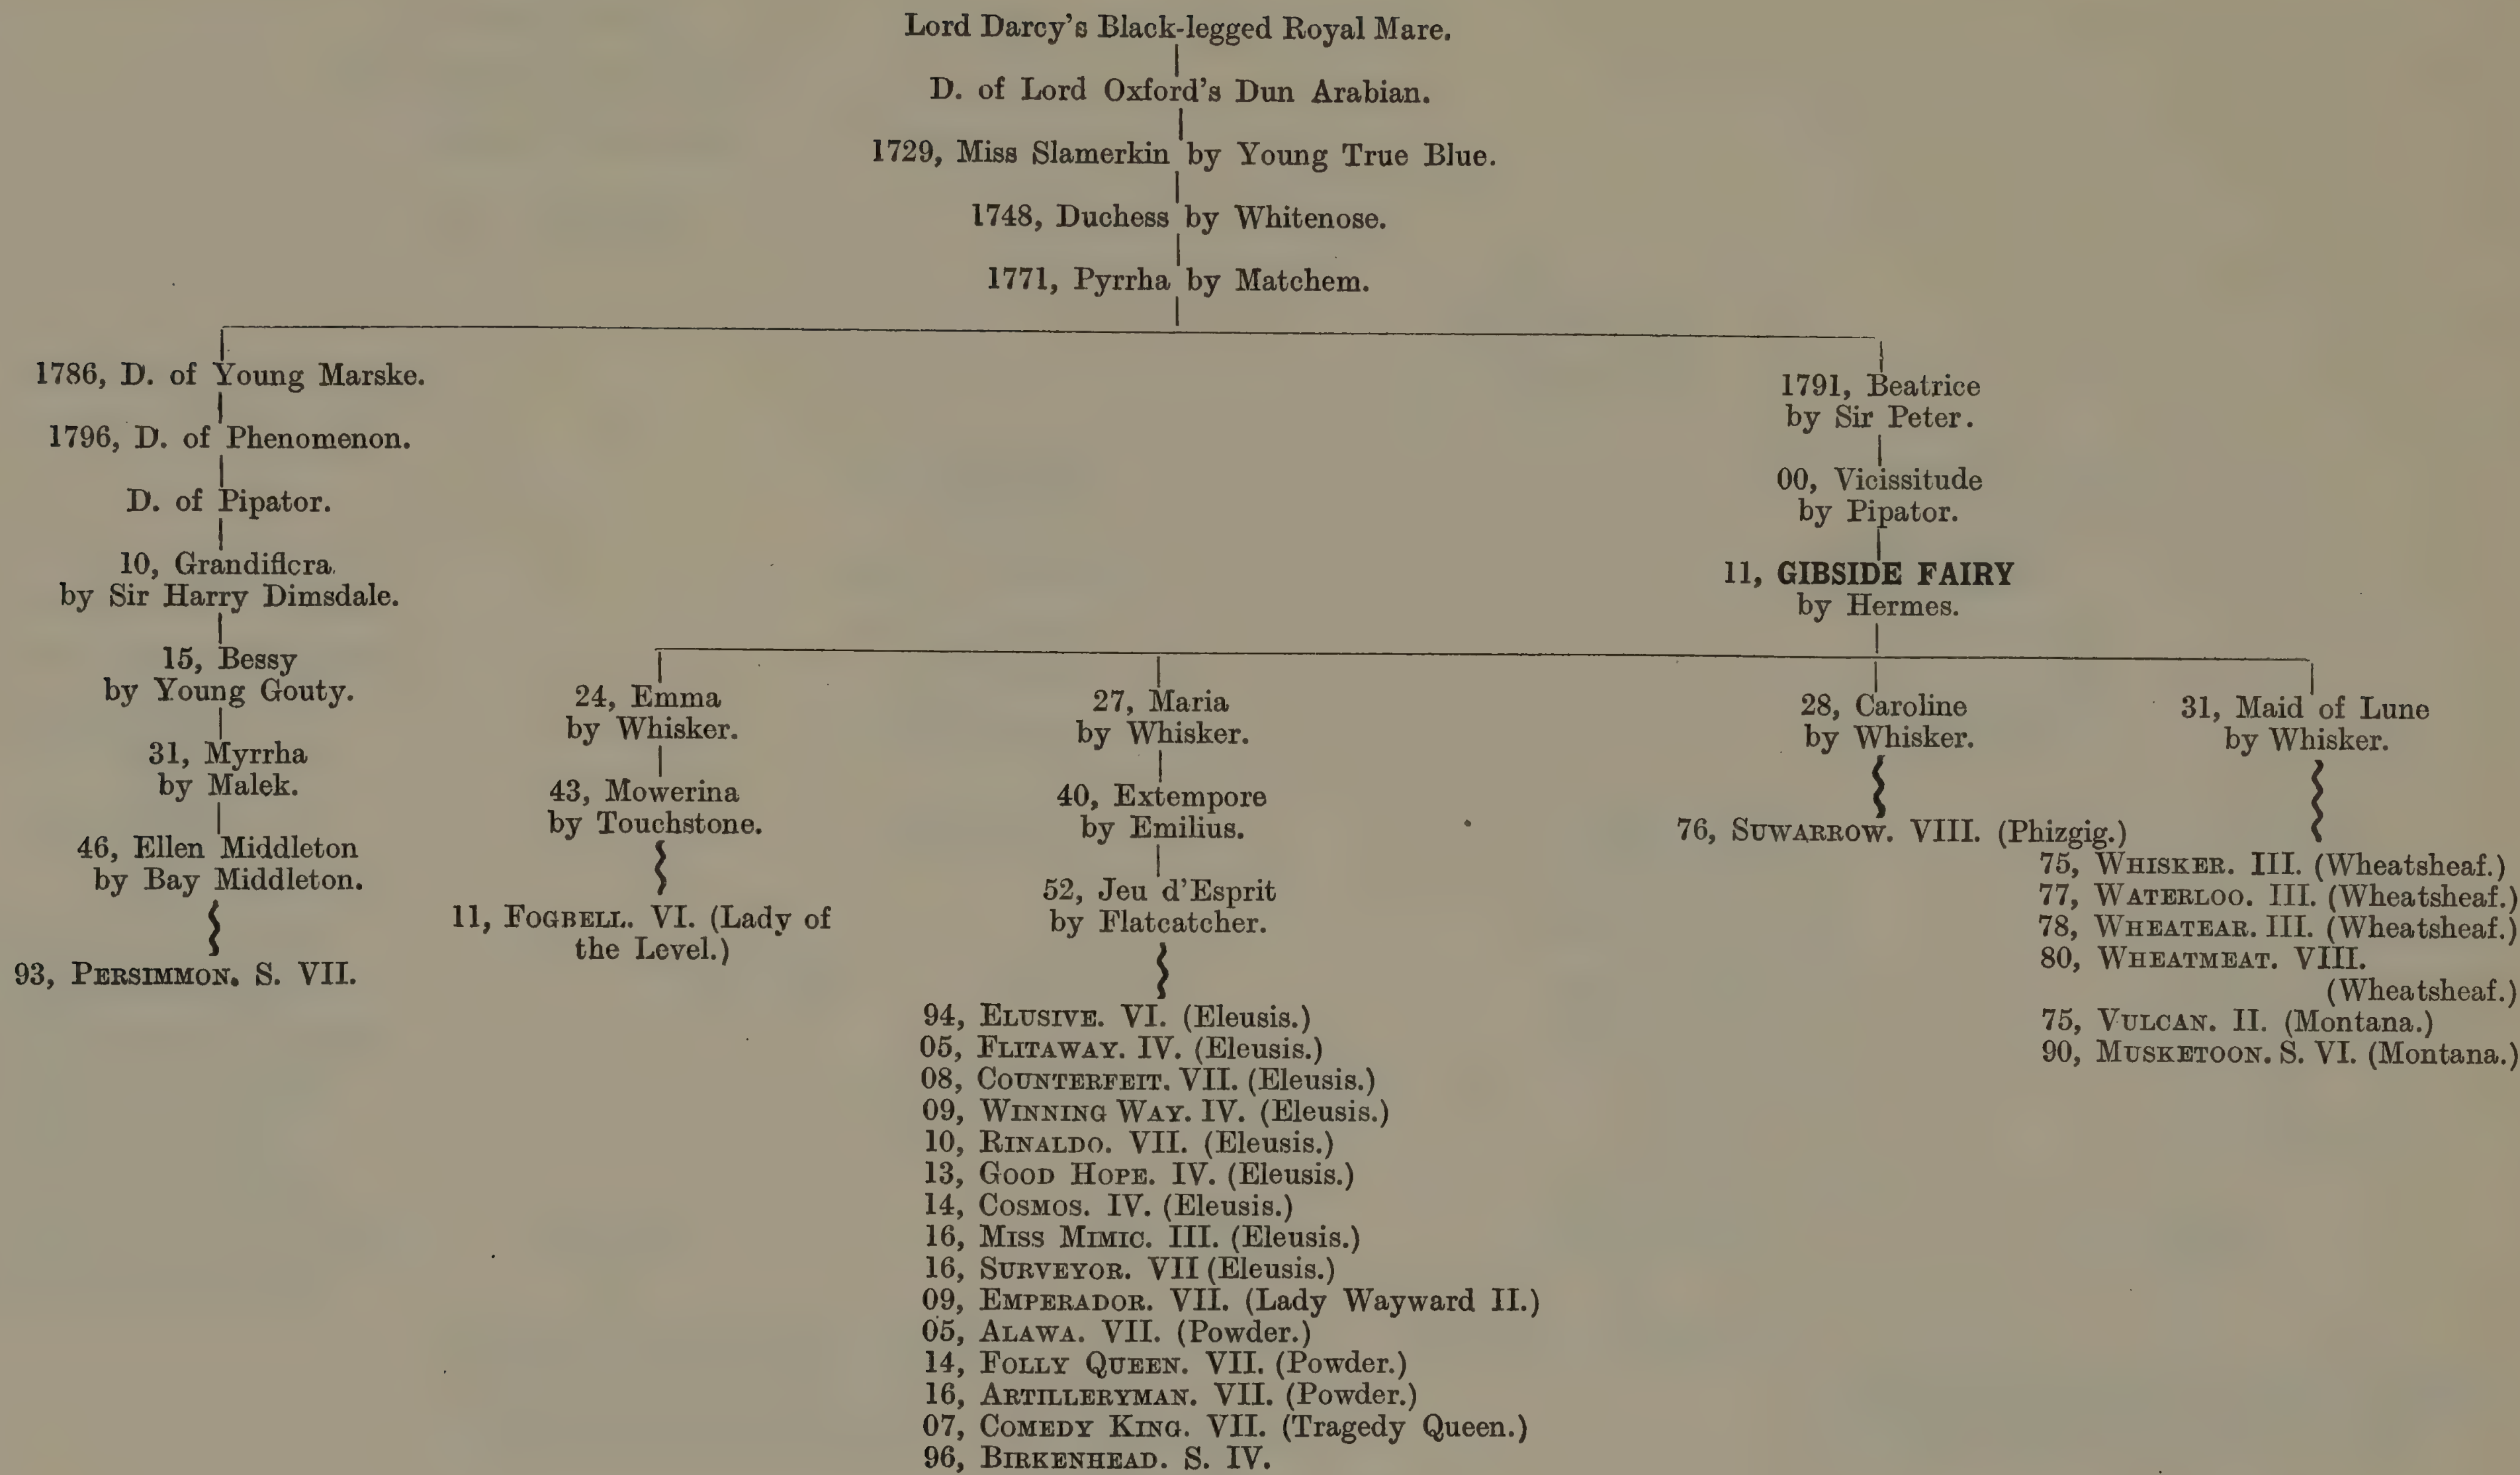 Lord Darcy's Black-legged Royal Mare.
D. of Lord Oxford's Dun Arabian.
1729, Miss Slamerkin by Young True Blue.
1748, Duchess by Whitenose.
1771, Pyrrha by Matchem.
1786, D. of Young Marske.
1796, D. of Phenomenon.
D. of Pipator.
10, Grandiflcra
by Sir Harry Dimsdale.
15, Bessy
by Young Gouty.
31, Myrrha
by Malek.
46, Ellen Middleton
by Bay Middleton.
93, PERSIMMON. S. VII.
1791, Beatrice
by Sir Peter.
00, Vicissitude
by Pipator.
11, GIBSIDE FAIRY
by Hermes.
24, Emma
by Whisker.
43, Mowerina
by Touchstone.
11, FOGBELL. VI. (Lady of
the Level.)
27, Maria
by Whisker.
40, Extempore
by Emilius.
52, Jeu d'Esprit
by Flatcatcher.
94, ELUSIVE. VI. (Eleusis.)
05, FLITAWAY. IV. (Eleusis.)
08, COUNTERFEIT. VII. (Eleusis.)
09, WINNING WAY. IV. (Eleusis.)
10, RINALDO. VII. (Eleusis.)
13, GOOD HOPE. IV. (Eleusis.)
14, COSMOS. IV. (Eleusis.)
16, MISS MIMIC. III. (Eleusis.)
16, SURVEYOR. VII (Eleusis.)
09, EMPERADOR. VII. (Lady Wayward II.)
05, ALAWA. VII. (Powder.)
14, FOLLY QUEEN. VII. (Powder.)
16, ARTILLERYMAN. VII. (Powder.)
07, COMEDY KING. VII. (Tragedy Queen.)
96, BIRKENHEAD. S. IV.
28, Caroline
by Whisker.
76, SUWARROW. VIII. (Phizgig.)
31, Maid of Lune
by Whisker.
75, WHISKER. III. (Wheatsheaf.)
77, WATERLOO. III. (Wheatsheaf.)
78, WHEATEAR. III. (Wheatsheaf.)
80, WHEATMEAT. VIII.
(Wheatsheaf.)
75, VULCAN. II. (Montana.)
90, MUSKETOON. S. VI. (Montana.)